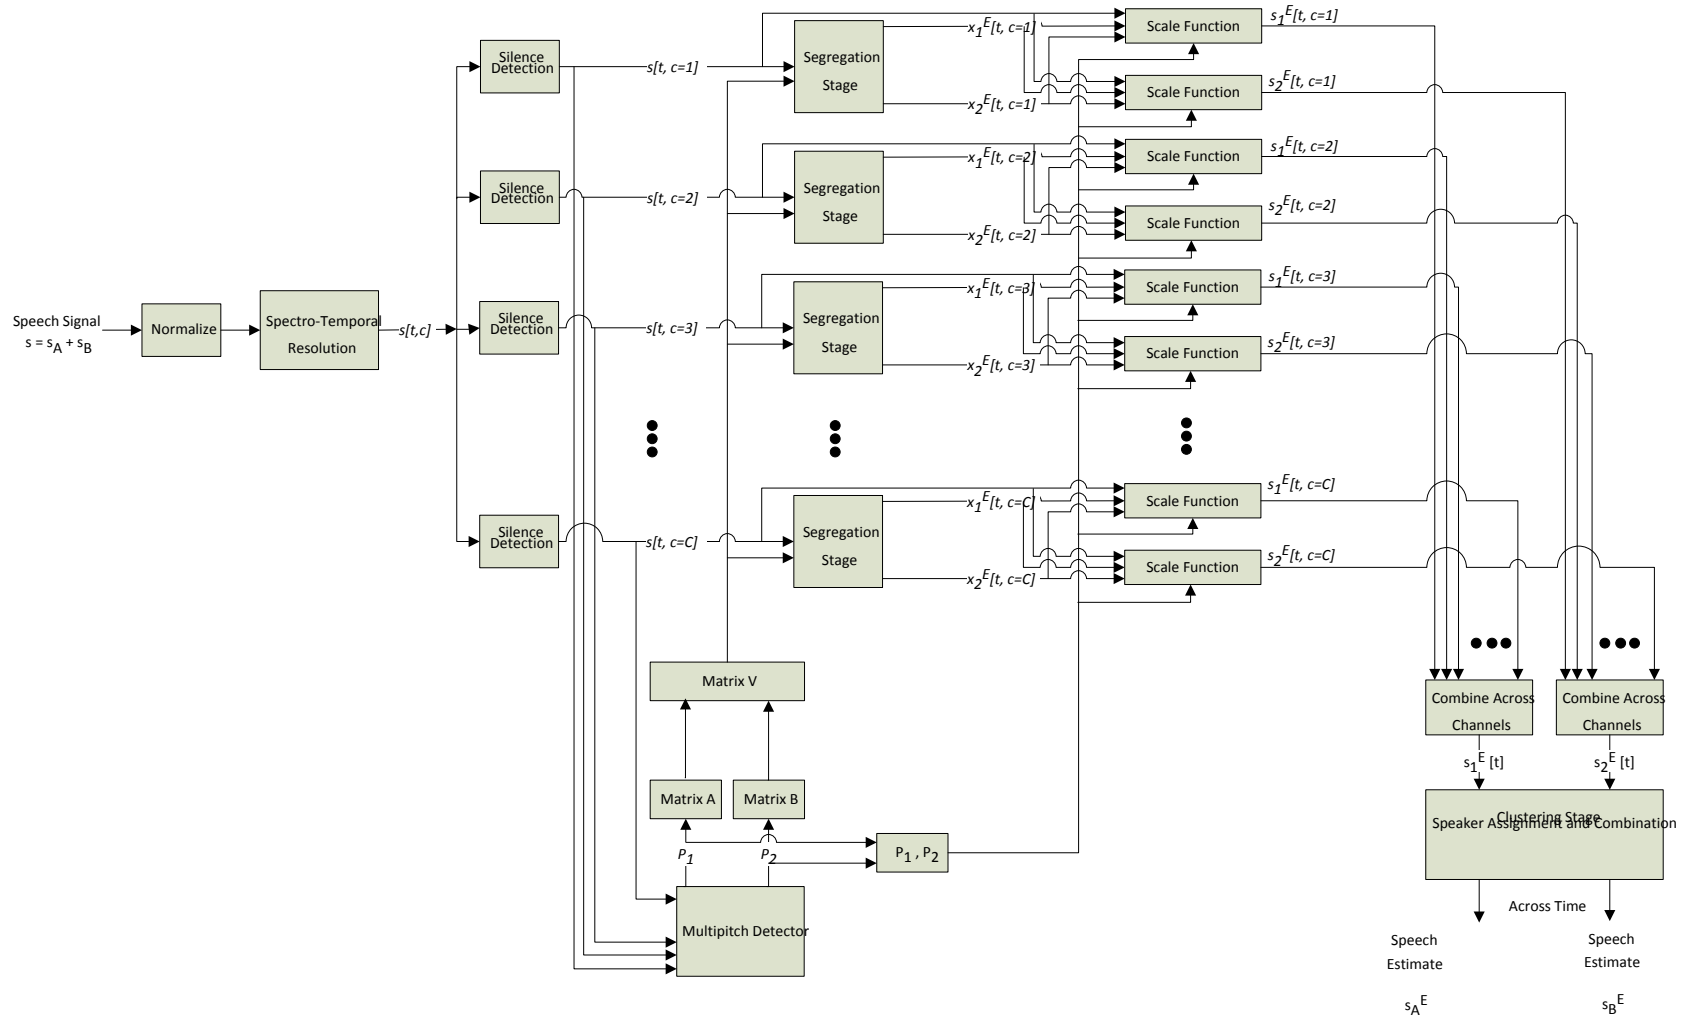 Speech Signal
s = sA + sB
Normalize
Spectro-Temporal
Resolution
s[t,c]
Silence
Detection
s[t, c=1]
Segregation
Stage
x1E[t, c=1]
x2E[t, c=1]
Scale Function
s1E[t, c=1]
Scale Function
s2E[t, c=1]
Silence
Detection
s[t, c=2]
Segregation
Stage
x1E[t, c=2]
x2E[t, c=2]
Scale Function
s1E[t, c=2]
Scale Function
s2E[t, c=2]
Silence
Detection
s[t, c=3]
Segregation
Stage
x1E[t, c=3]
x2E[t, c=3]
Scale Function
s1E[t, c=3]
Scale Function
s2E[t, c=3]
Silence
Detection
s[t, c=C]
Segregation
Stage
x1E[t, c=C]
x2E[t, c=C]
Scale Function
s1E[t, c=C]
Scale Function
s2E[t, c=C]
Matrix V
Matrix A
Matrix B
P1
P2
P1 , P2
Multipitch Detector
Combine Across
Channels
Combine Across
Channels
s1E [t]
s2E [t]
Clustering Stage
Speaker Assignment and Combination
Across Time
Speech
Estimate
sAE
Speech
Estimate
sBE